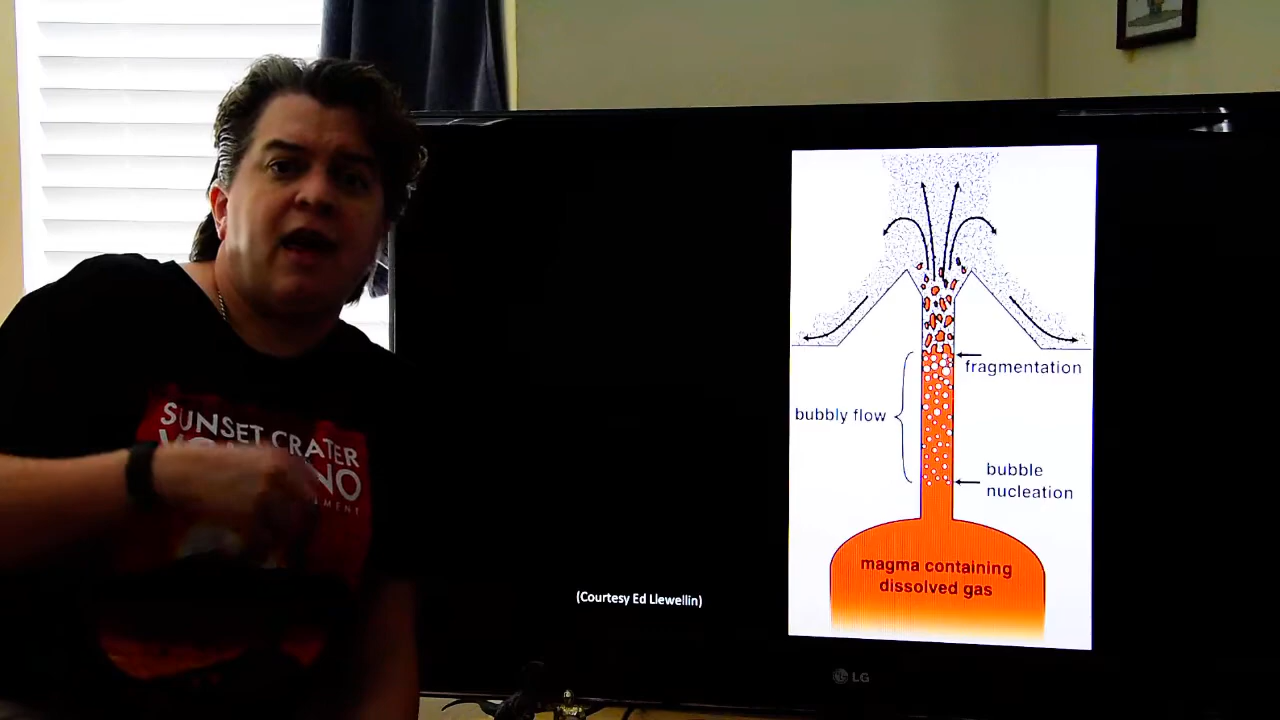 SUNSET CRATER
fragmentation
bubbly flow
bubble
nucleation
magma containing
dissolved gas
(Courtesy Ed Llewellin)
LG